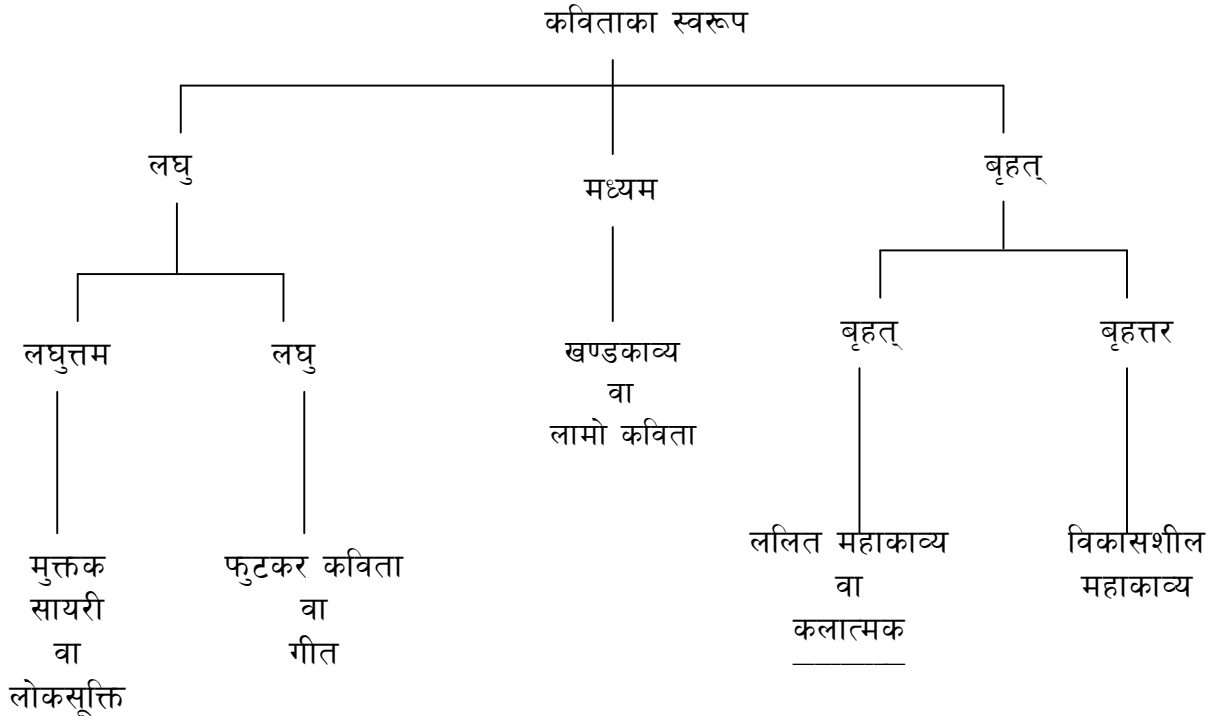 कविताका स्वरूप
लघु
मध्यम
बृहत्
लघुत्तम
लघु
खण्डकाव्य
वा
लामो कविता
बृहत्
बृहत्तर
मुक्तक
सायरी
वा
लोकसूक्ति
फुटकर कविता
वा
गीत
ललित महाकाव्य
वा
कलात्मक
विकासशील
महाकाव्य